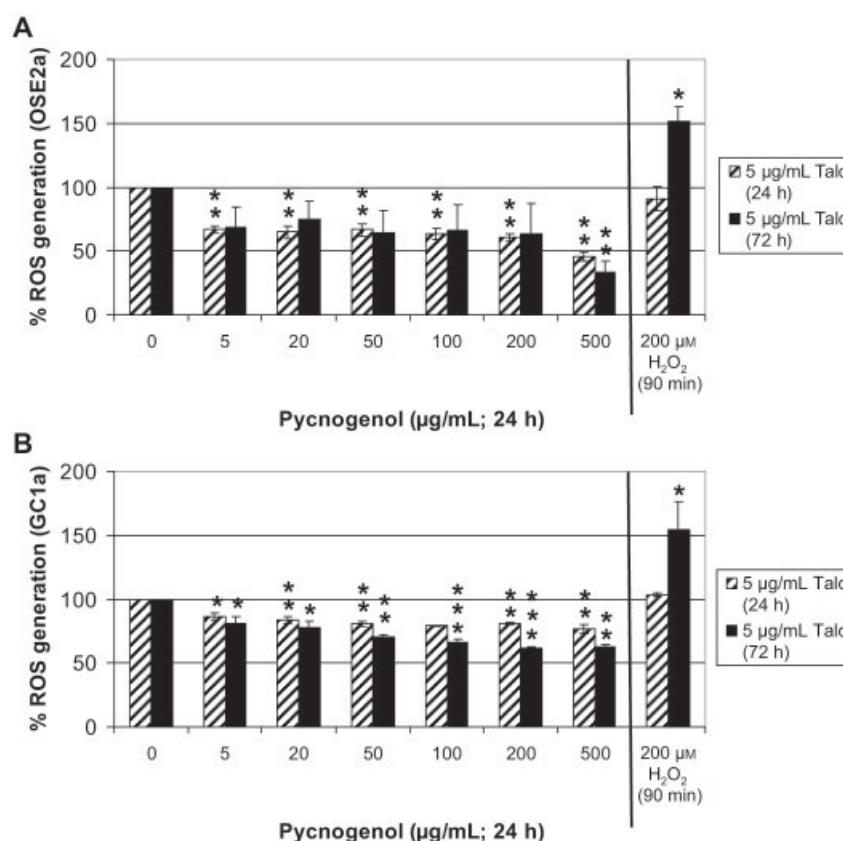 A
200
150
100
50
0
% ROS generation (OSE2a)
** ** ** ** ** ** ** *
0 5 20 50 100 200 500 200 µM
H₂O₂
(90 min)
Pycnogenol (µg/mL; 24 h)
5 µg/mL Talc
(24 h)
5 µg/mL Talc
(72 h)
B
200
150
100
50
0
% ROS generation (GC1a)
* * ** * ** ** *** ** *** ** ** *
0 5 20 50 100 200 500 200 µM
H₂O₂
(90 min)
Pycnogenol (µg/mL; 24 h)
5 µg/mL Talc
(24 h)
5 µg/mL Talc
(72 h)